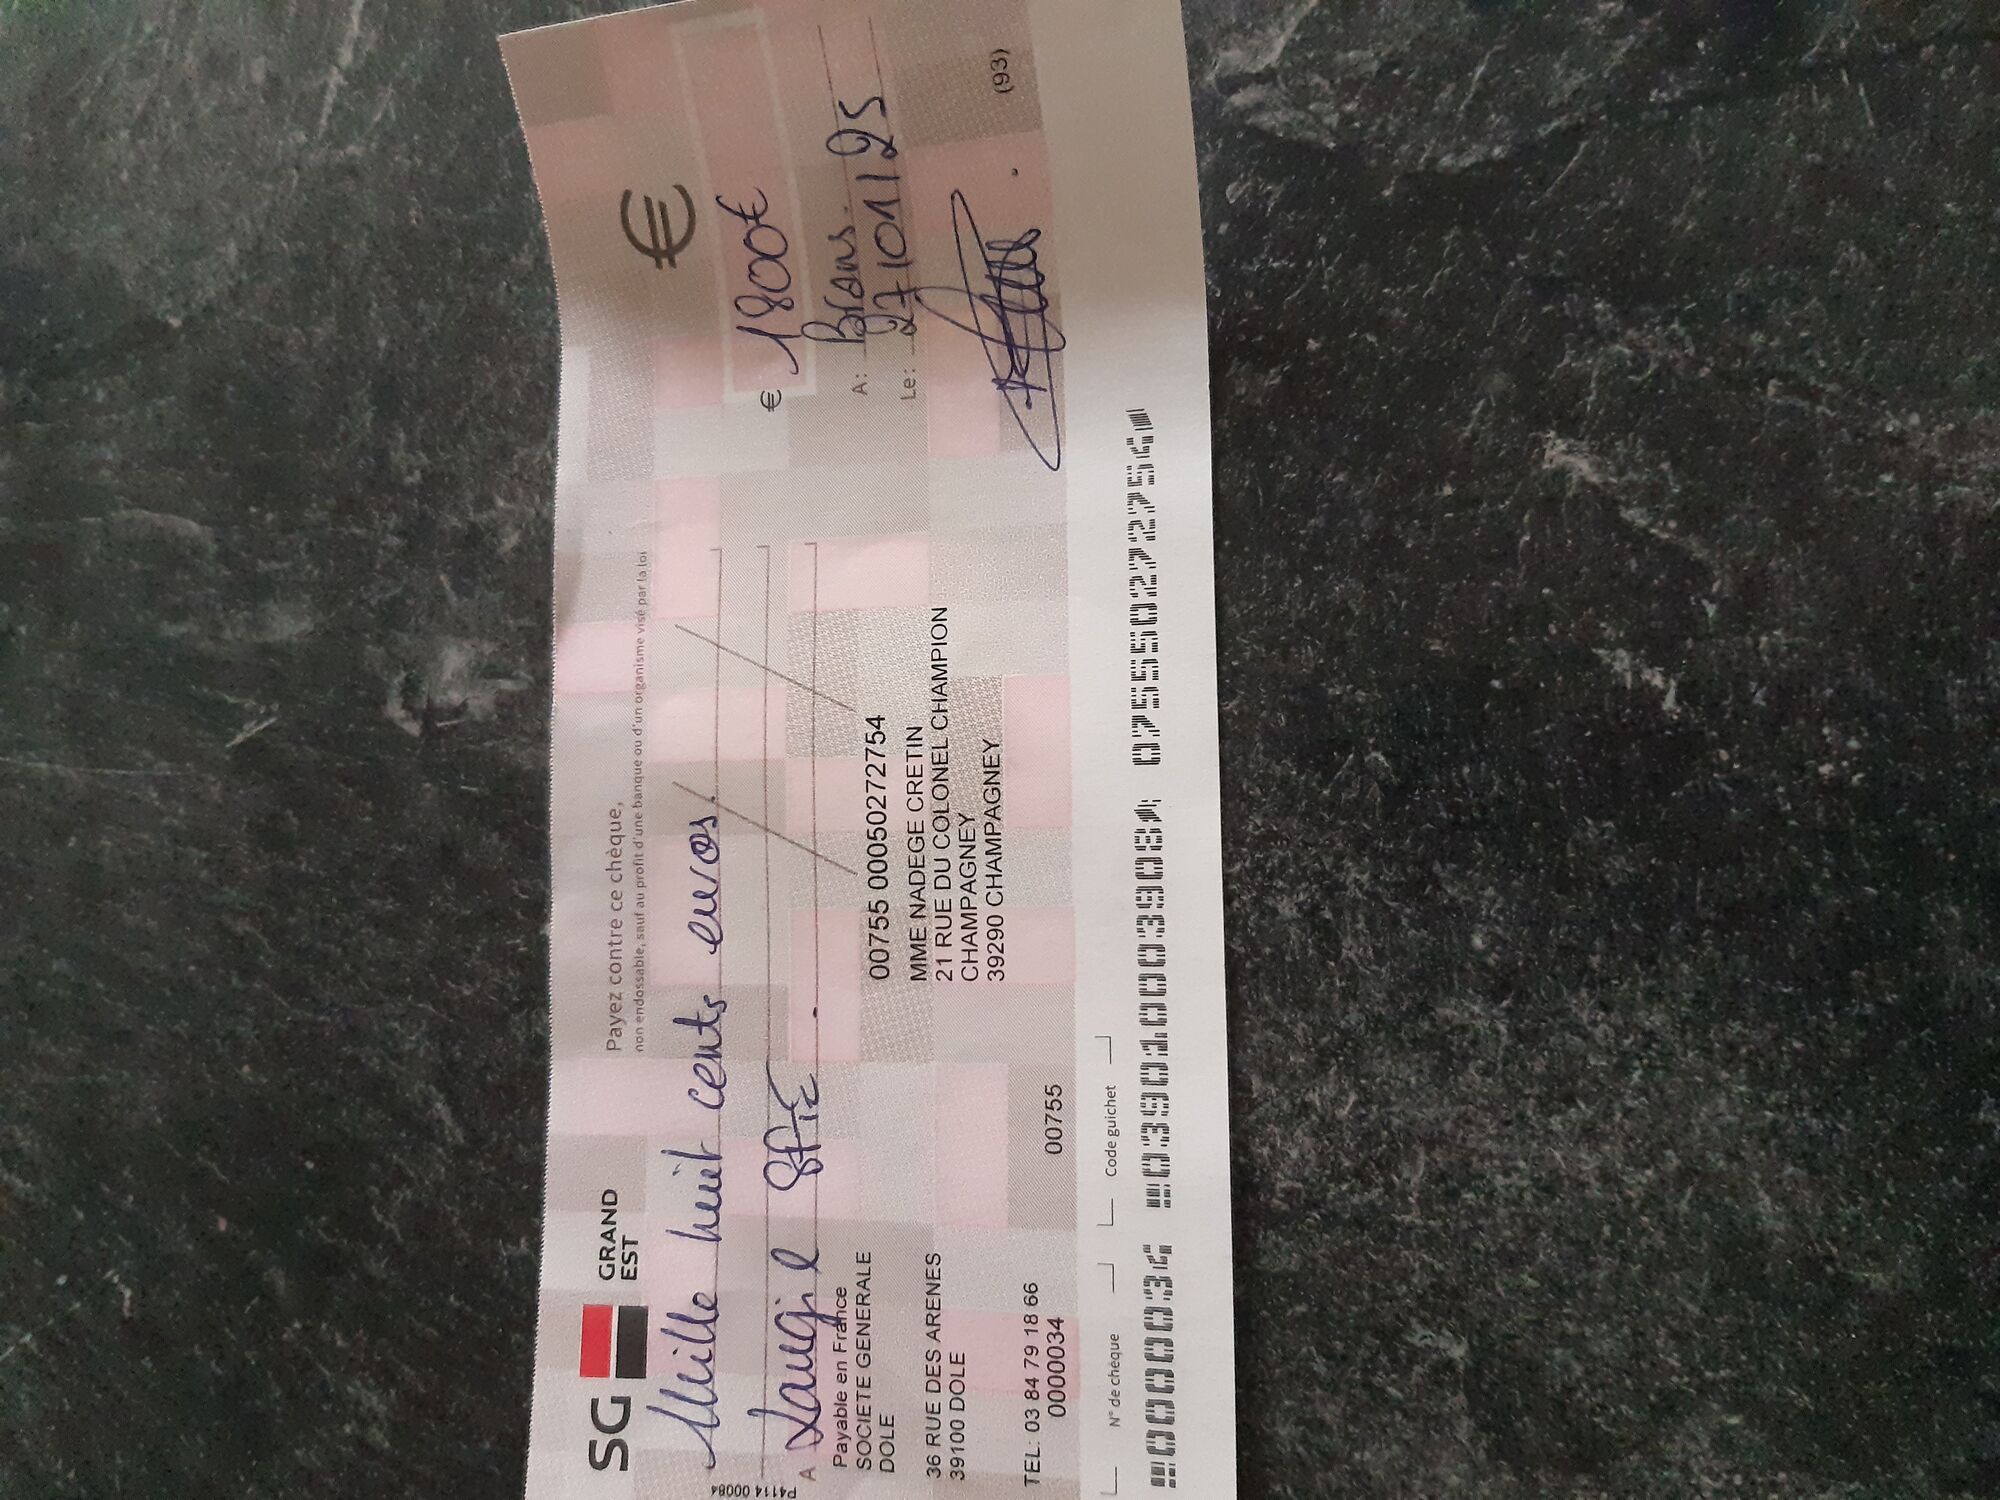 SG GRAND
EST
Payez contre ce chèque,
non endossable, sauf au profit d'une banque ou d'un organisme visé par la loi
€
Mille huit cents euros.
€ 1800€
A
Payable en France
SOCIETE GENERALE
DOLE
36 RUE DES ARENES
39100 DOLE
TEL: 03 84 79 18 66
0000034
00755
00755 00050272754
MME NADEGE CRETIN
21 RUE DU COLONEL CHAMPION
CHAMPAGNEY
39290 CHAMPAGNEY
A: Brans.
Le: 27/01/25
(93)
P4114 00084
N° de chèque
Code guichet
0000034 039100039084 075550272754